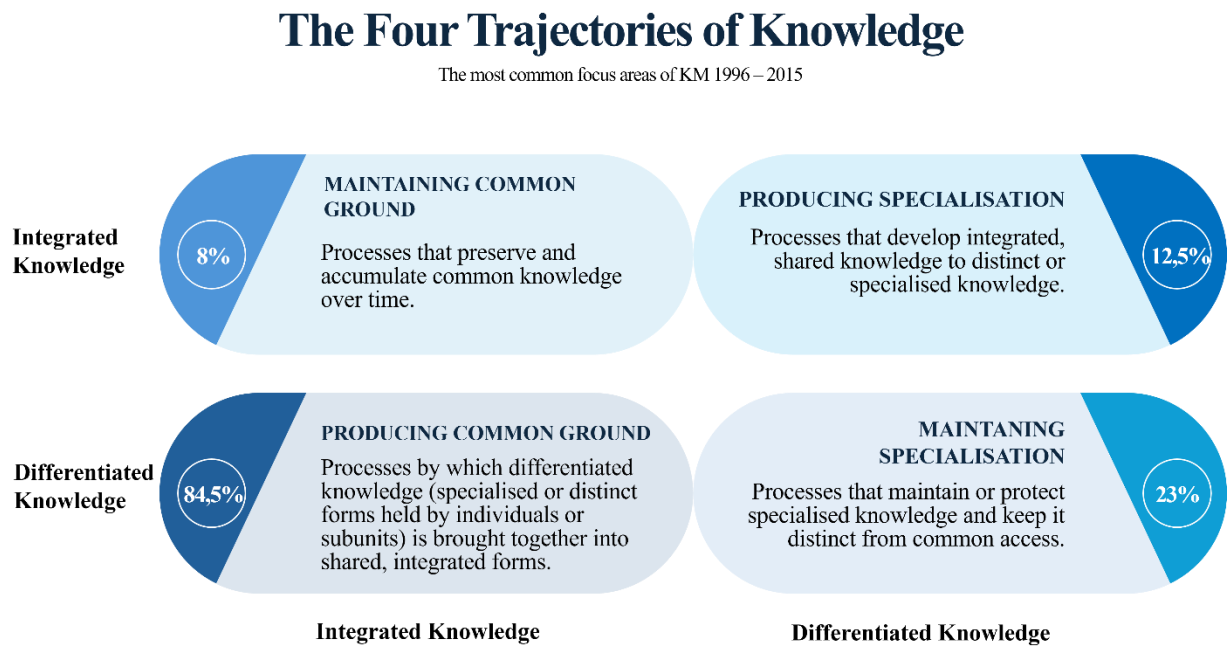 The Four Trajectories of Knowledge
The most common focus areas of KM 1996 – 2015
Integrated
Knowledge
8%
MAINTAINING COMMON
GROUND
Processes that preserve and
accumulate common knowledge
over time.
PRODUCING SPECIALISATION
Processes that develop integrated,
shared knowledge to distinct or
specialised knowledge.
12,5%
Differentiated
Knowledge
84,5%
PRODUCING COMMON GROUND
Processes by which differentiated
knowledge (specialised or distinct
forms held by individuals or
subunits) is brought together into
shared, integrated forms.
MAINTANING
SPECIALISATION
Processes that maintain or protect
specialised knowledge and keep it
distinct from common access.
23%
Integrated Knowledge
Differentiated Knowledge